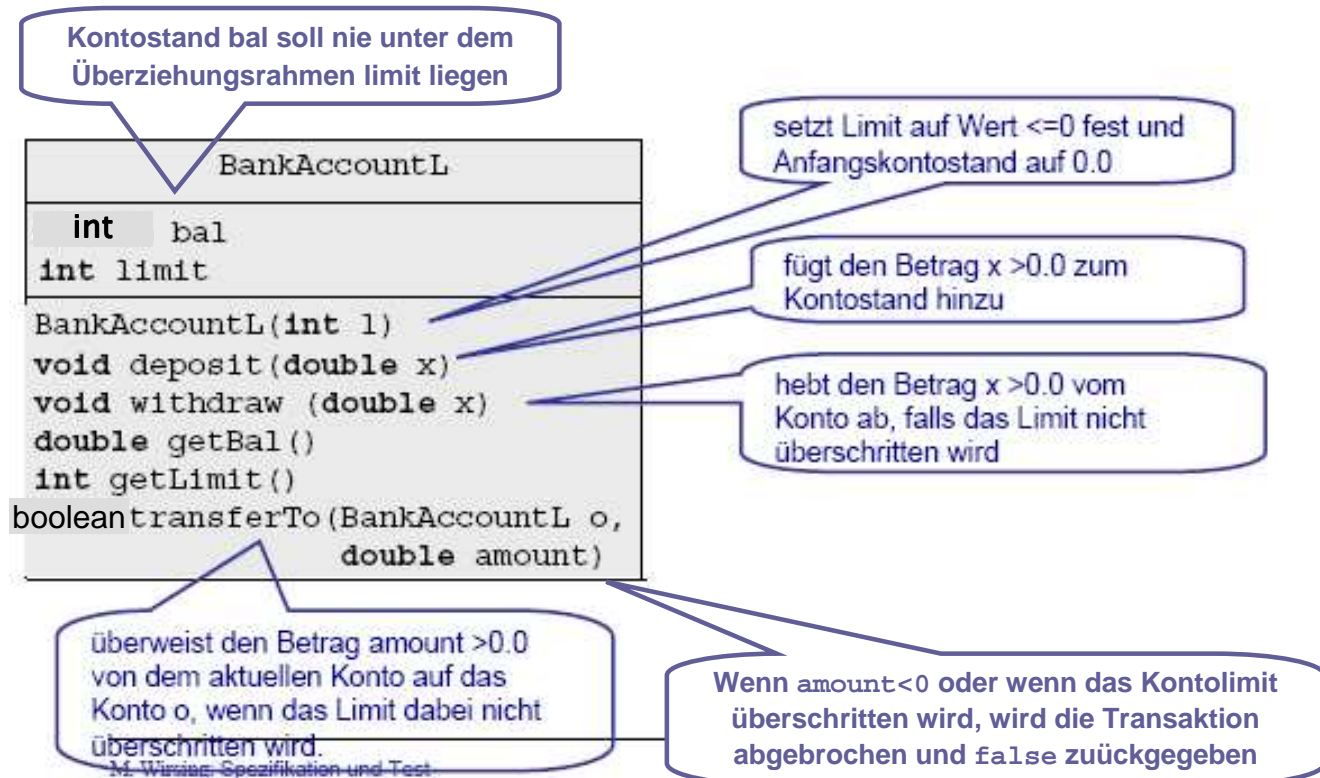 Kontostand bal soll nie unter dem
Überziehungsrahmen limit liegen
BankAccountL
int bal
int limit
BankAccountL(int l)
void deposit(double x)
void withdraw (double x)
double getBal()
int getLimit()
boolean transferTo(BankAccountL o,
double amount)
setzt Limit auf Wert <=0 fest und
Anfangskontostand auf 0.0
fügt den Betrag x >0.0 zum
Kontostand hinzu
hebt den Betrag x >0.0 vom
Konto ab, falls das Limit nicht
überschritten wird
überweist den Betrag amount >0.0
von dem aktuellen Konto auf das
Konto o, wenn das Limit dabei nicht
überschritten wird.
M. Wirsing: Spezifikation und Test
Wenn amount<0 oder wenn das Kontolimit
überschritten wird, wird die Transaktion
abgebrochen und false zuückgegeben